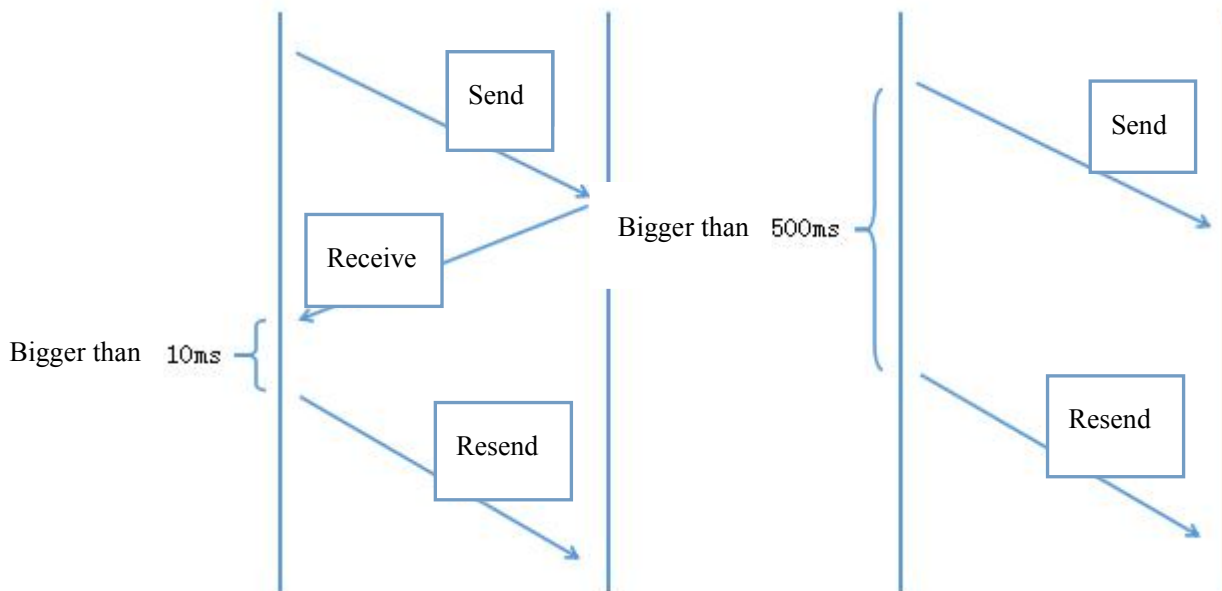 Send
Receive
Bigger than 10ms
Resend
Bigger than 500ms
Send
Resend